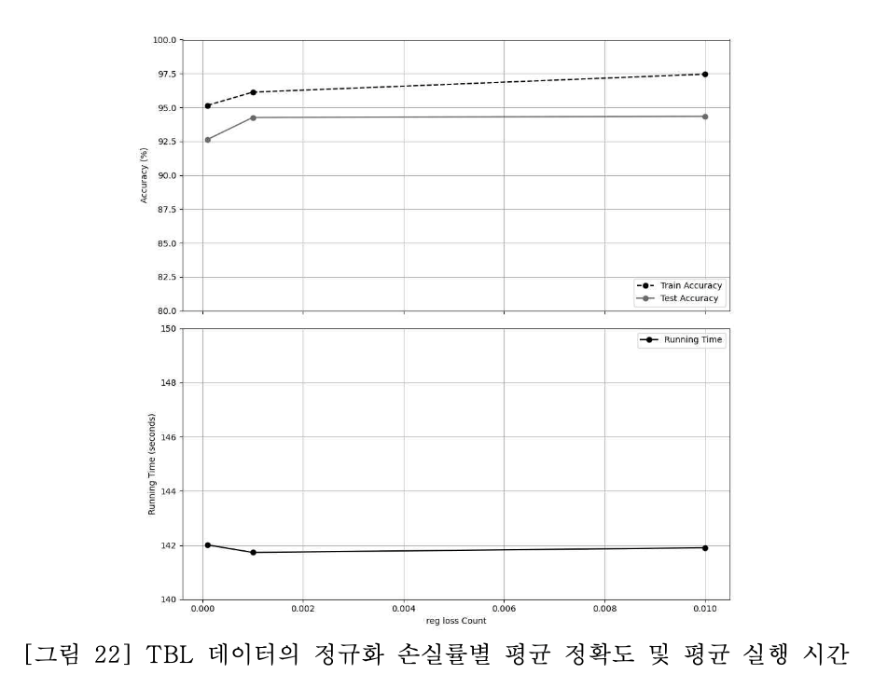 100.0
97.5
95.0
92.5
90.0
87.5
85.0
82.5
80.0
Accuracy (%)
Train Accuracy
Test Accuracy
150
148
146
144
142
140
Running Time (seconds)
Running Time
0.000 0.002 0.004 0.006 0.008 0.010
reg loss Count
[그림 22] TBL 데이터의 정규화 손실률별 평균 정확도 및 평균 실행 시간